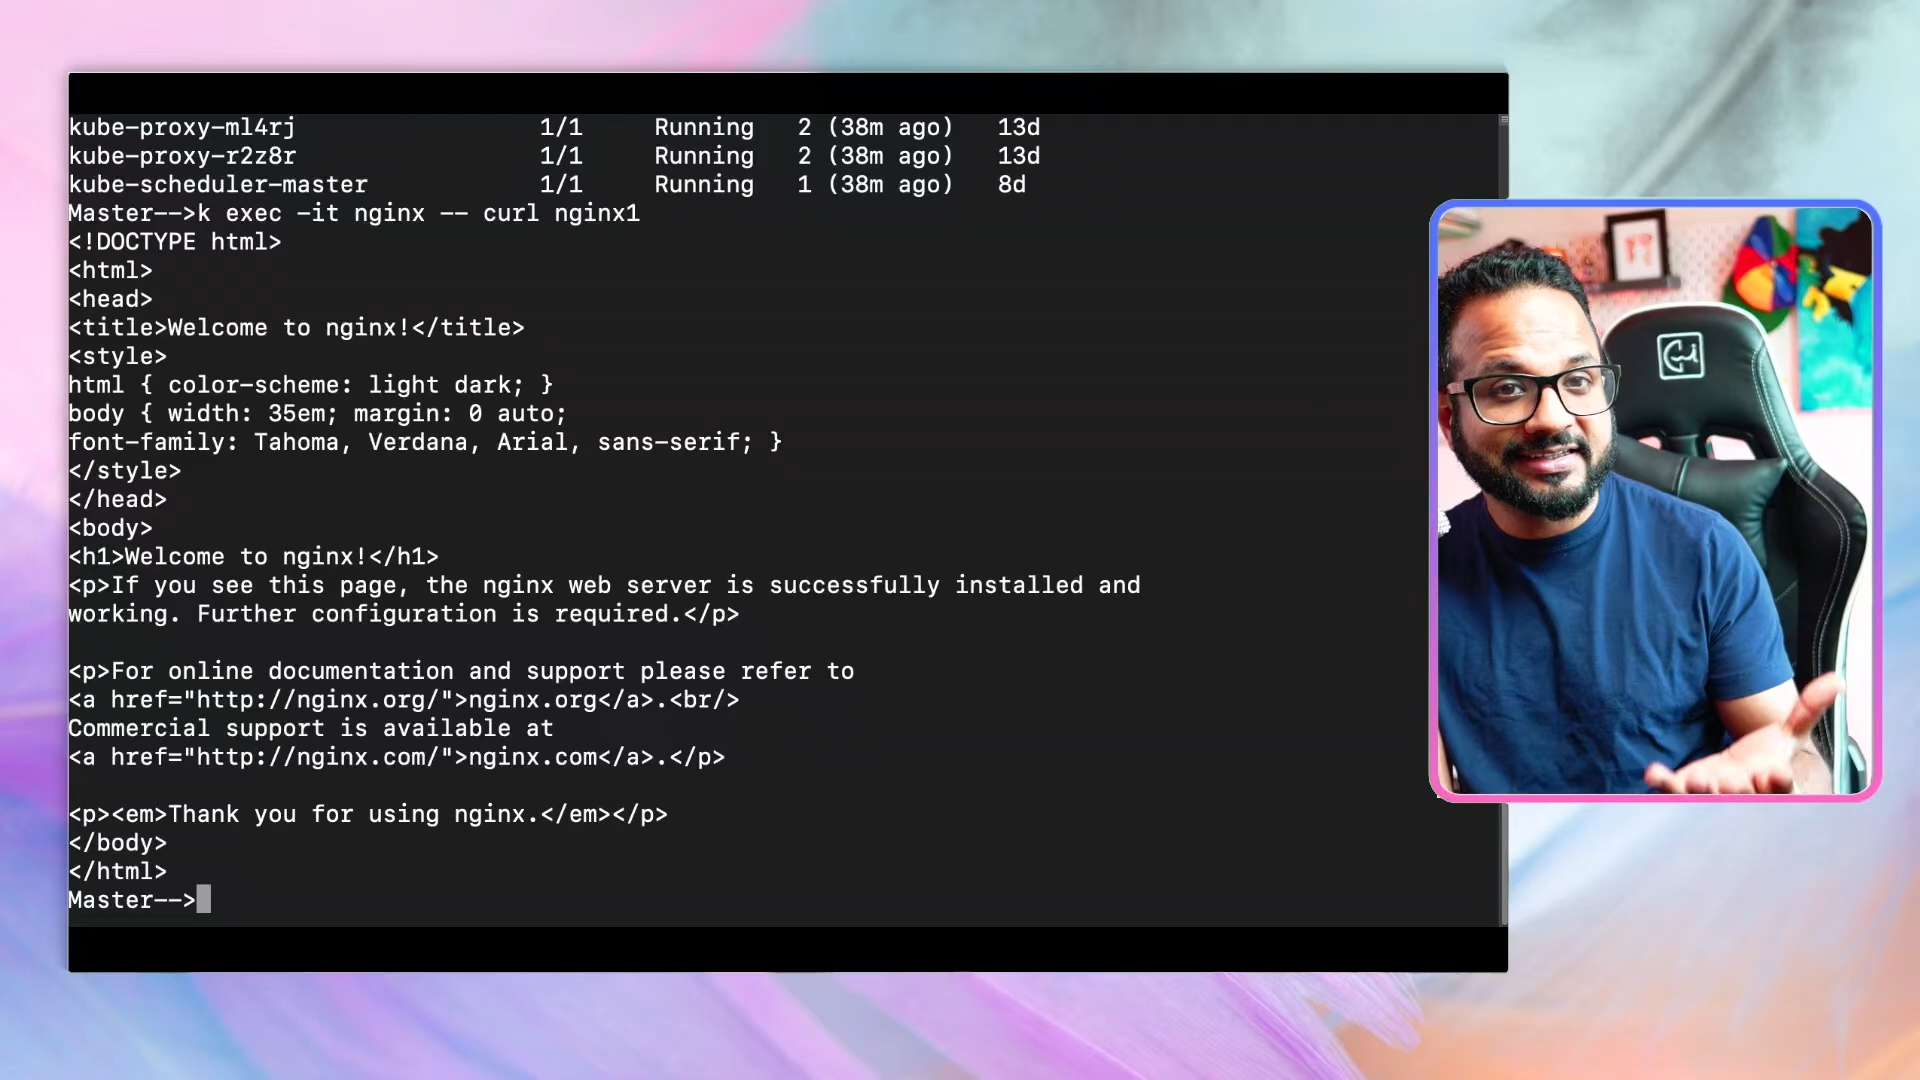 kube-proxy-ml4rj 1/1 Running 2 (38m ago) 13d
kube-proxy-r2z8r 1/1 Running 2 (38m ago) 13d
kube-scheduler-master 1/1 Running 1 (38m ago) 8d
Master-->k exec -it nginx -- curl nginx1
<!DOCTYPE html>
<html>
<head>
<title>Welcome to nginx!</title>
<style>
html { color-scheme: light dark; }
body { width: 35em; margin: 0 auto;
font-family: Tahoma, Verdana, Arial, sans-serif; }
</style>
</head>
<body>
<h1>Welcome to nginx!</h1>
<p>If you see this page, the nginx web server is successfully installed and
working. Further configuration is required.</p>
<p>For online documentation and support please refer to
<a href="http://nginx.org/">nginx.org</a>.<br/>
Commercial support is available at
<a href="http://nginx.com/">nginx.com</a>.</p>
<p><em>Thank you for using nginx.</em></p>
</body>
</html>
Master-->